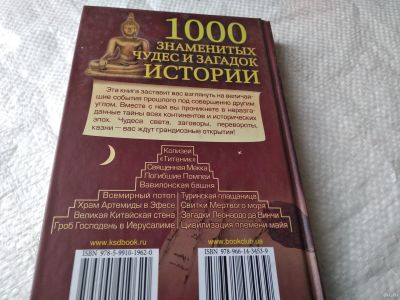 1000
ЗНАМЕНИТЫХ
ЧУДЕС И ЗАГАДОК
ИСТОРИИ
Эта книга заставит вас взглянуть на величай-
шие события прошлого под совершенно другим
углом. Вместе с ней вы проникнете в неразга-
данные тайны всех континентов и исторических
эпох. Чудеса света, заговоры, перевороты,
казни — вас ждут грандиозные открытия!
Колизей
«Титаник»
Священная Мекка
Погибшие Помпеи
Вавилонская башня
Всемирный потоп Туринская плащаница
Храм Артемиды в Эфесе Свитки Мертвого моря
Великая Китайская стена Загадки Леонардо да Винчи
Гроб Господень в Иерусалиме Цивилизация племени майя
www.ksdbook.ru www.bookclub.ua
ISBN 978-5-9910-1962-0 ISBN 978-966-14-3453-9